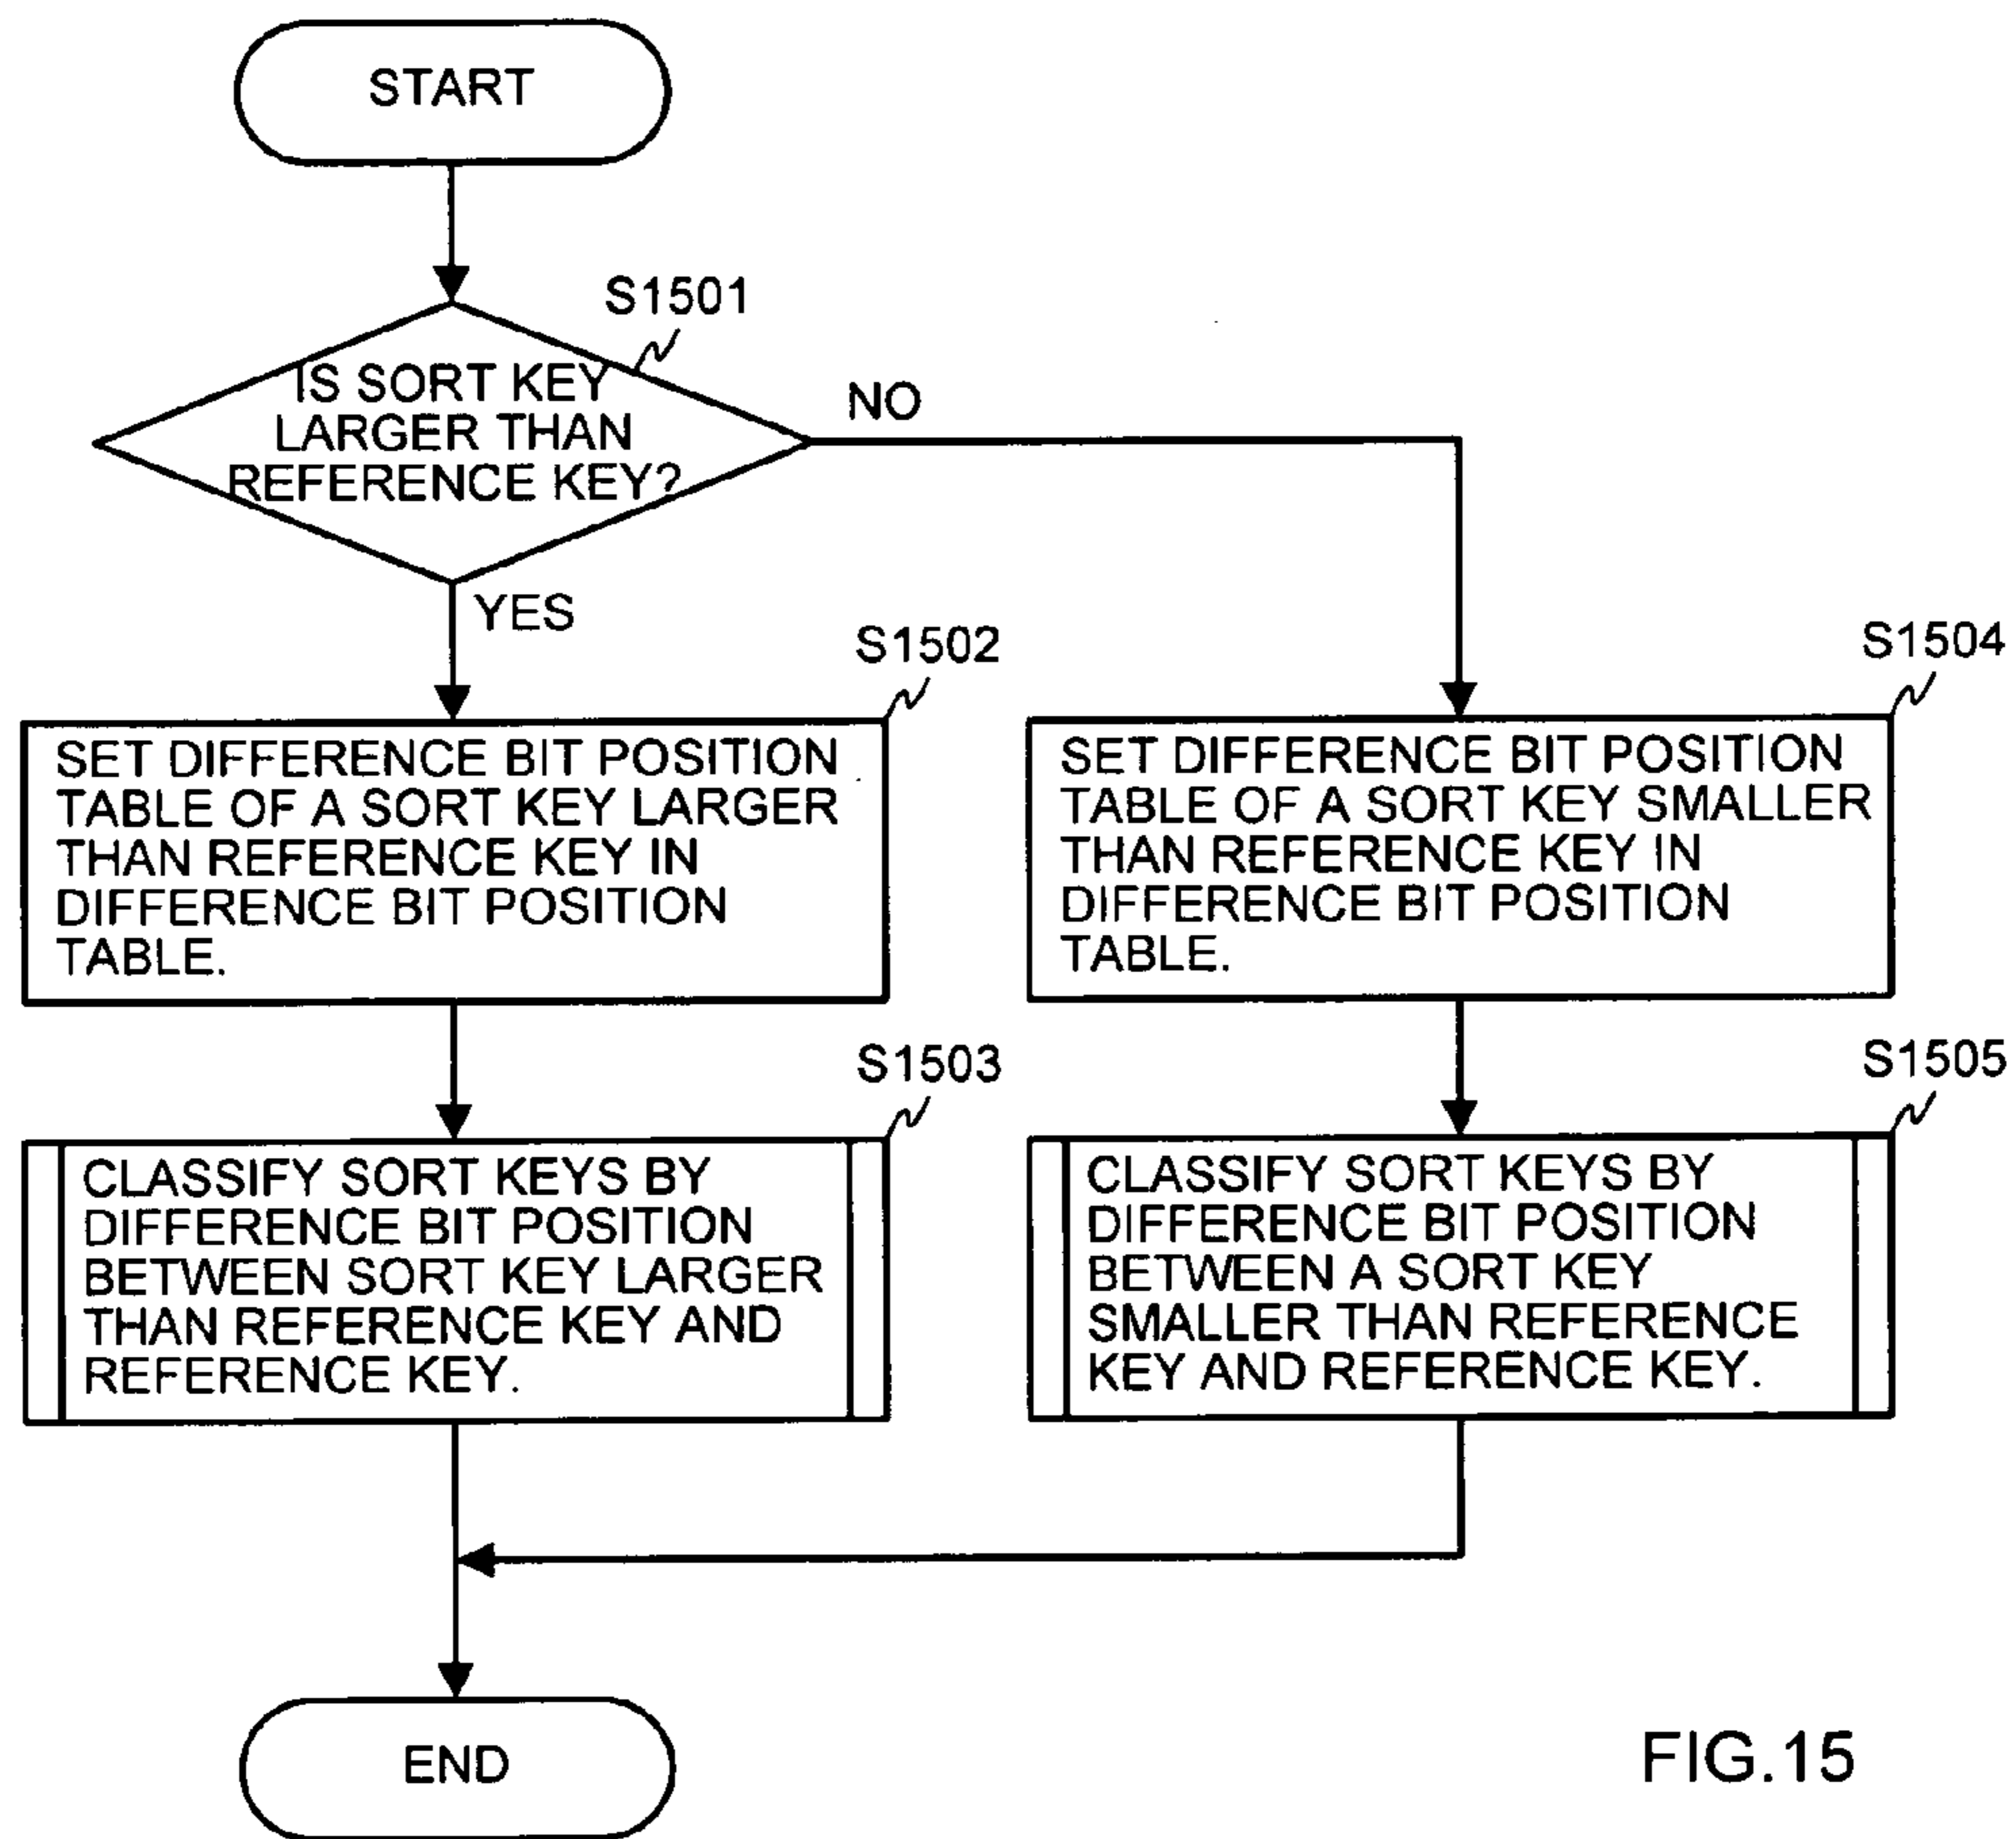 START
S1501
IS SORT KEY
LARGER THAN
REFERENCE KEY?
NO
YES
S1502
SET DIFFERENCE BIT POSITION
TABLE OF A SORT KEY LARGER
THAN REFERENCE KEY IN
DIFFERENCE BIT POSITION
TABLE.
S1504
SET DIFFERENCE BIT POSITION
TABLE OF A SORT KEY SMALLER
THAN REFERENCE KEY IN
DIFFERENCE BIT POSITION
TABLE.
S1503
CLASSIFY SORT KEYS BY
DIFFERENCE BIT POSITION
BETWEEN SORT KEY LARGER
THAN REFERENCE KEY AND
REFERENCE KEY.
S1505
CLASSIFY SORT KEYS BY
DIFFERENCE BIT POSITION
BETWEEN A SORT KEY
SMALLER THAN REFERENCE
KEY AND REFERENCE KEY.
END
FIG.15